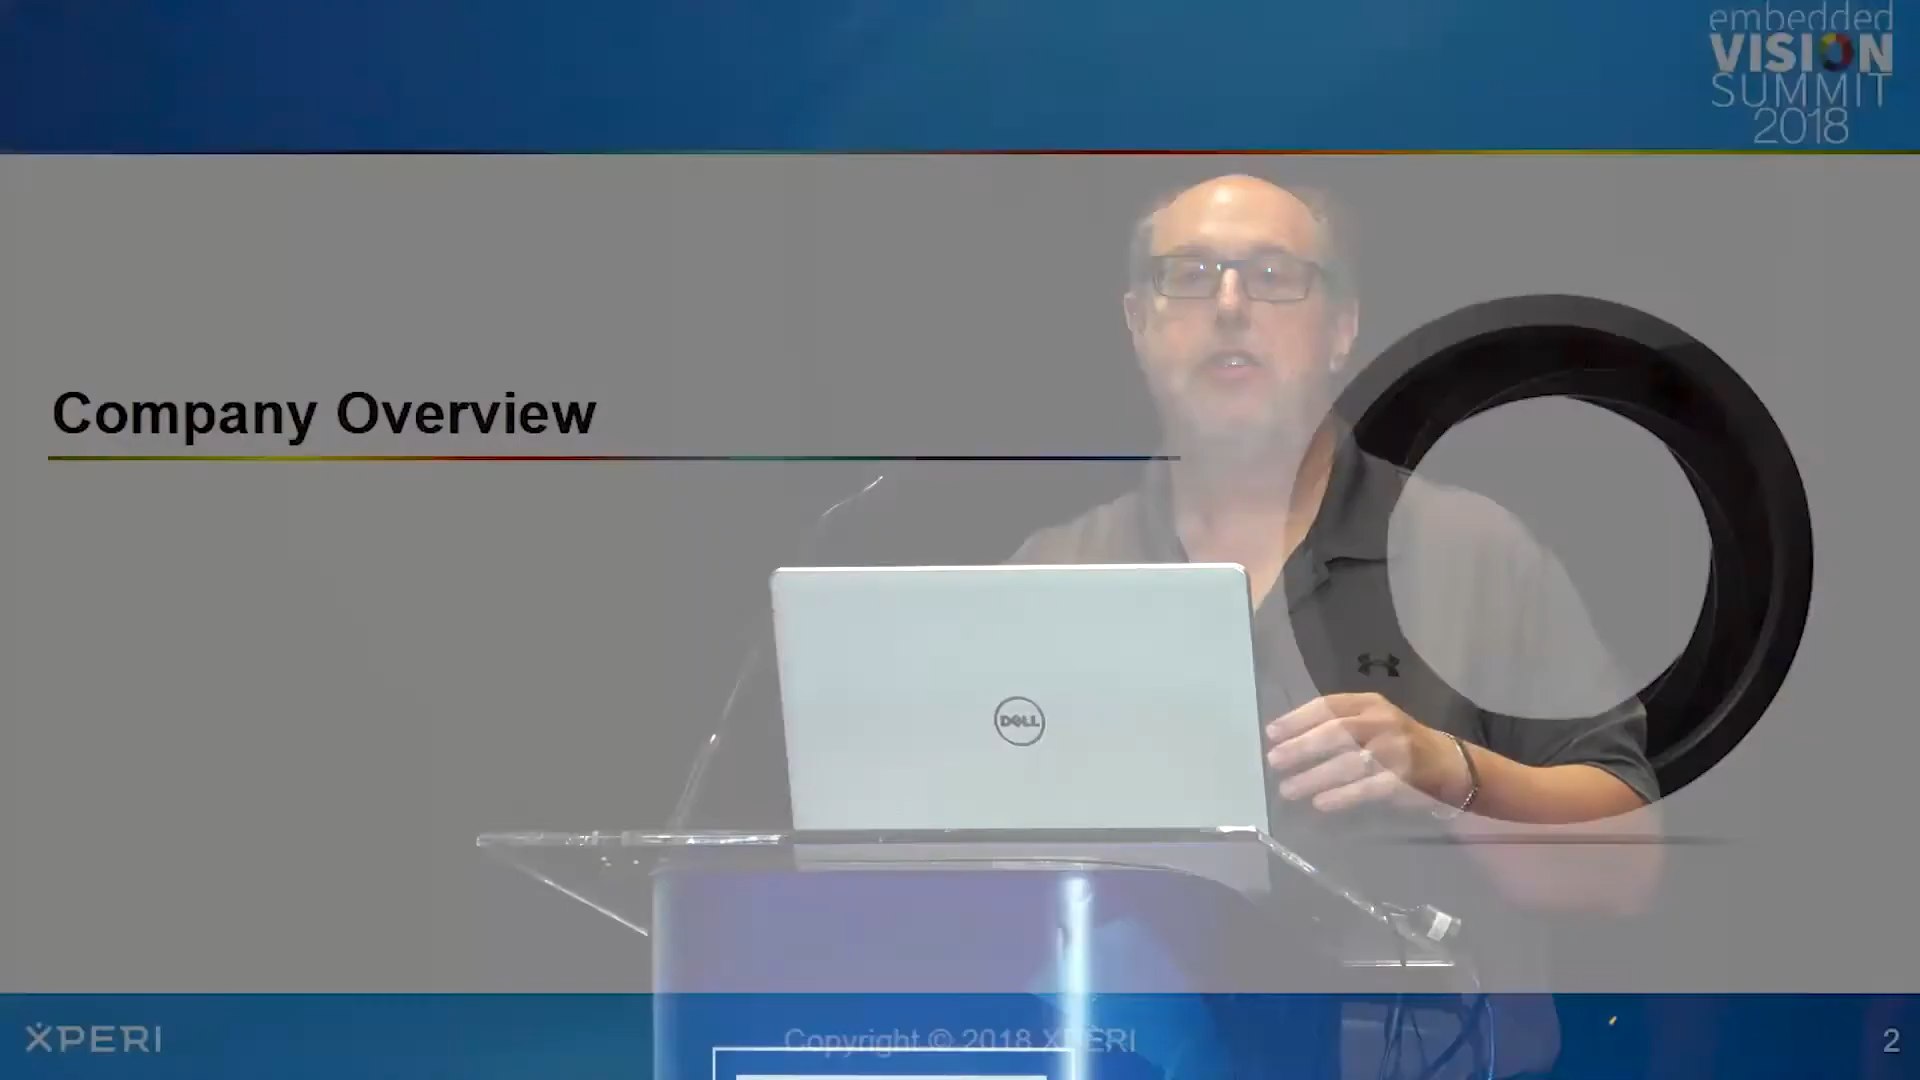 embedded
VISION
SUMMIT
2018
Company Overview
DELL
XPERI
Copyright © 2018 XPERI
2